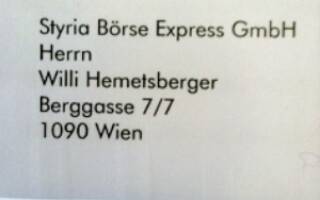 Styria Börse Express GmbH
Herrn
Willi Hemetsberger
Berggasse 7/7
1090 Wien